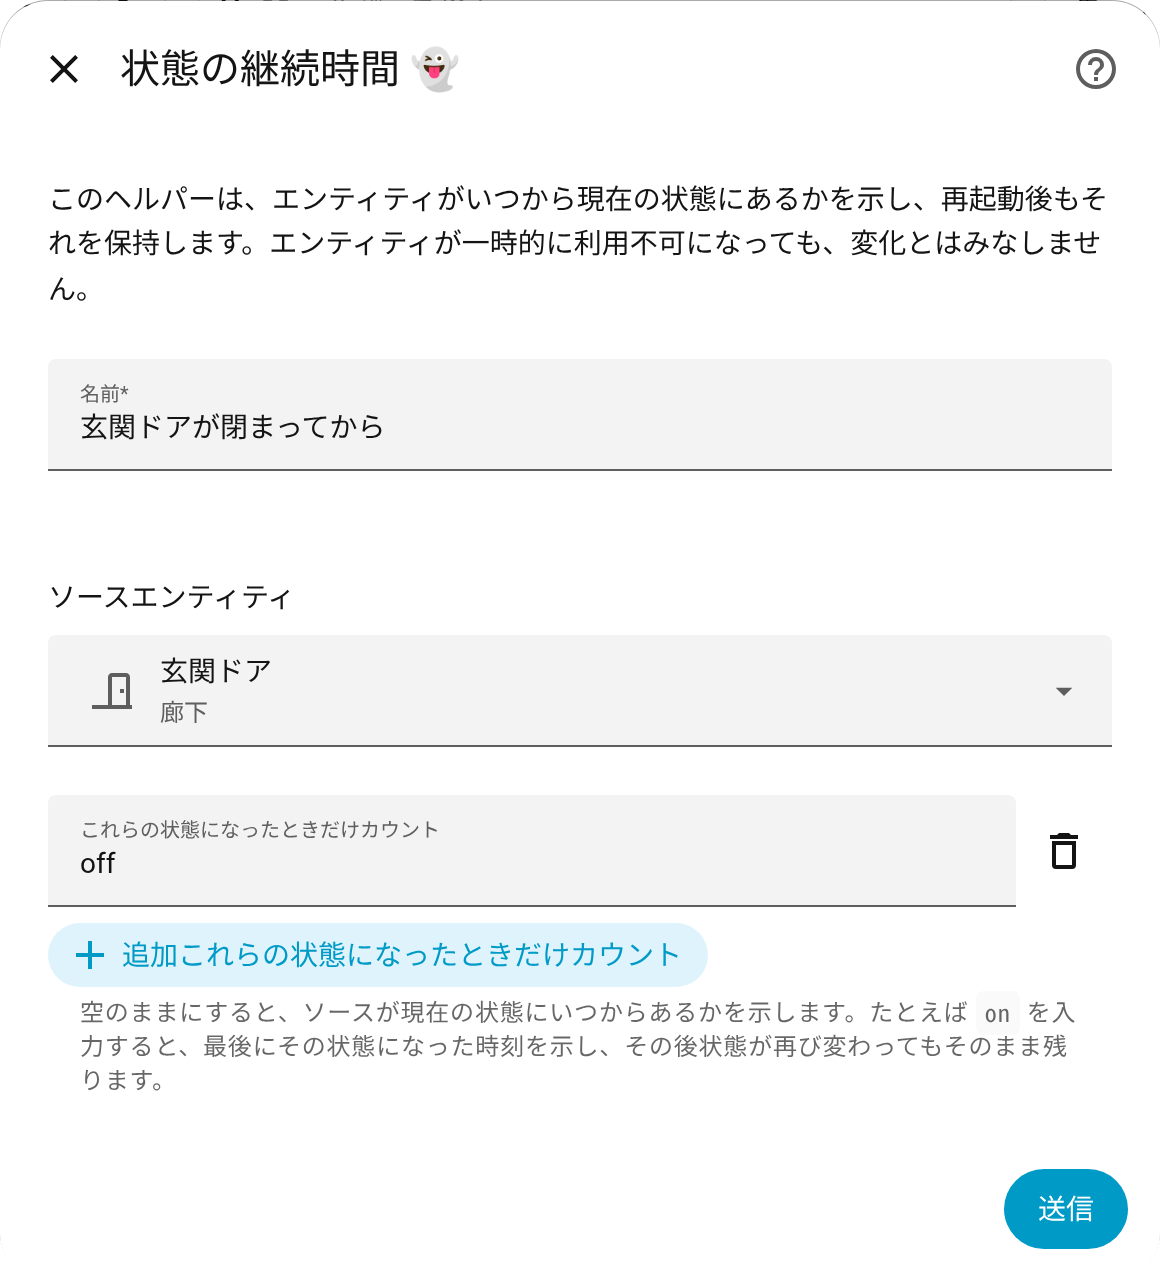 状態の継続時間 👻
このヘルパーは、エンティティがいつから現在の状態にあるかを示し、再起動後もそ
れを保持します。エンティティが一時的に利用不可になっても、変化とはみなしませ
ん。
名前*
玄関ドアが閉まってから
ソースエンティティ
玄関ドア
廊下
これらの状態になったときだけカウント
off
追加これらの状態になったときだけカウント
空のままにすると、ソースが現在の状態にいつからあるかを示します。たとえば on を入
力すると、最後にその状態になった時刻を示し、その後状態が再び変わってもそのまま残
ります。
送信